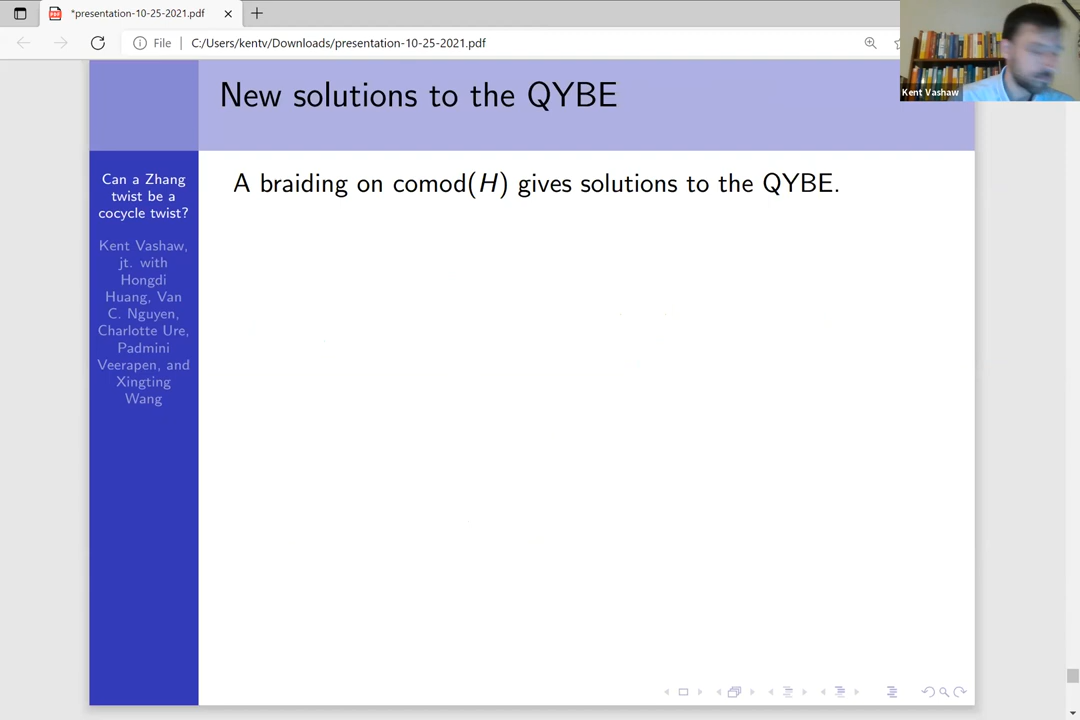 *presentation-10-25-2021.pdf
File
C:/Users/kentv/Downloads/presentation-10-25-2021.pdf
Kent Vashaw
New solutions to the QYBE
Can a Zhang
twist be a
cocycle twist?
Kent Vashaw,
jt. with
Hongdi
Huang, Van
C. Nguyen,
Charlotte Ure,
Padmini
Veerapen, and
Xingting
Wang
A braiding on comod(H) gives solutions to the QYBE.